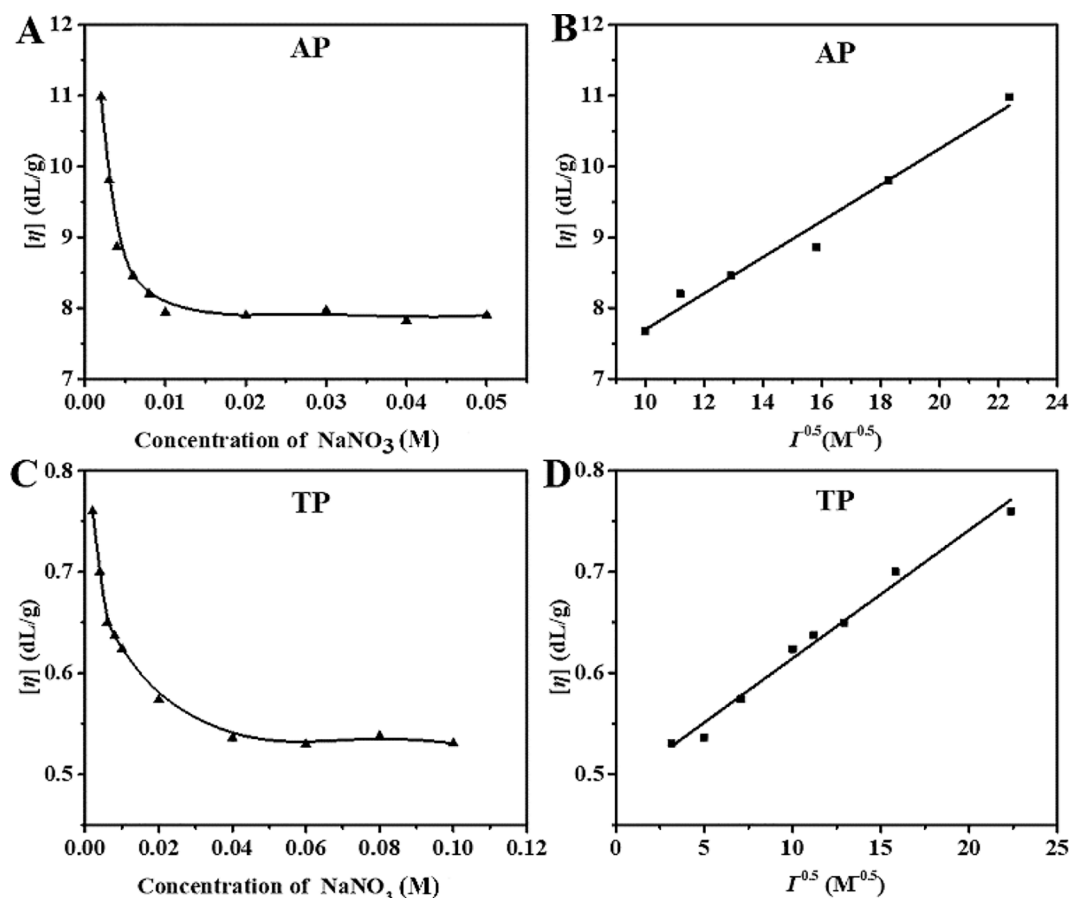 A
AP
12
11
10
9
8
7
[η] (dL/g)
0.00 0.01 0.02 0.03 0.04 0.05
Concentration of NaNO3 (M)
B
AP
12
11
10
9
8
7
[η] (dL/g)
10 12 14 16 18 20 22 24
I-0.5(M-0.5)
C
TP
0.8
0.7
0.6
0.5
[η] (dL/g)
0.00 0.02 0.04 0.06 0.08 0.10 0.12
Concentration of NaNO3 (M)
D
TP
0.8
0.7
0.6
0.5
[η] (dL/g)
0 5 10 15 20 25
I-0.5 (M-0.5)